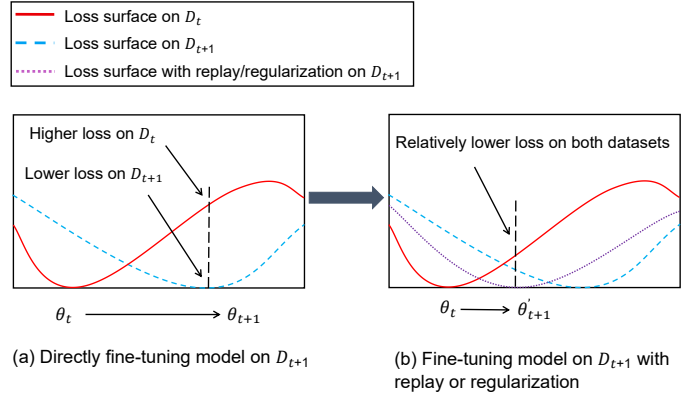 Loss surface on D_t
Loss surface on D_{t+1}
Loss surface with replay/regularization on D_{t+1}
Higher loss on D_t
Lower loss on D_{t+1}
θ_t
θ_{t+1}
(a) Directly fine-tuning model on D_{t+1}
Relatively lower loss on both datasets
θ_t
θ'_{t+1}
(b) Fine-tuning model on D_{t+1} with
replay or regularization